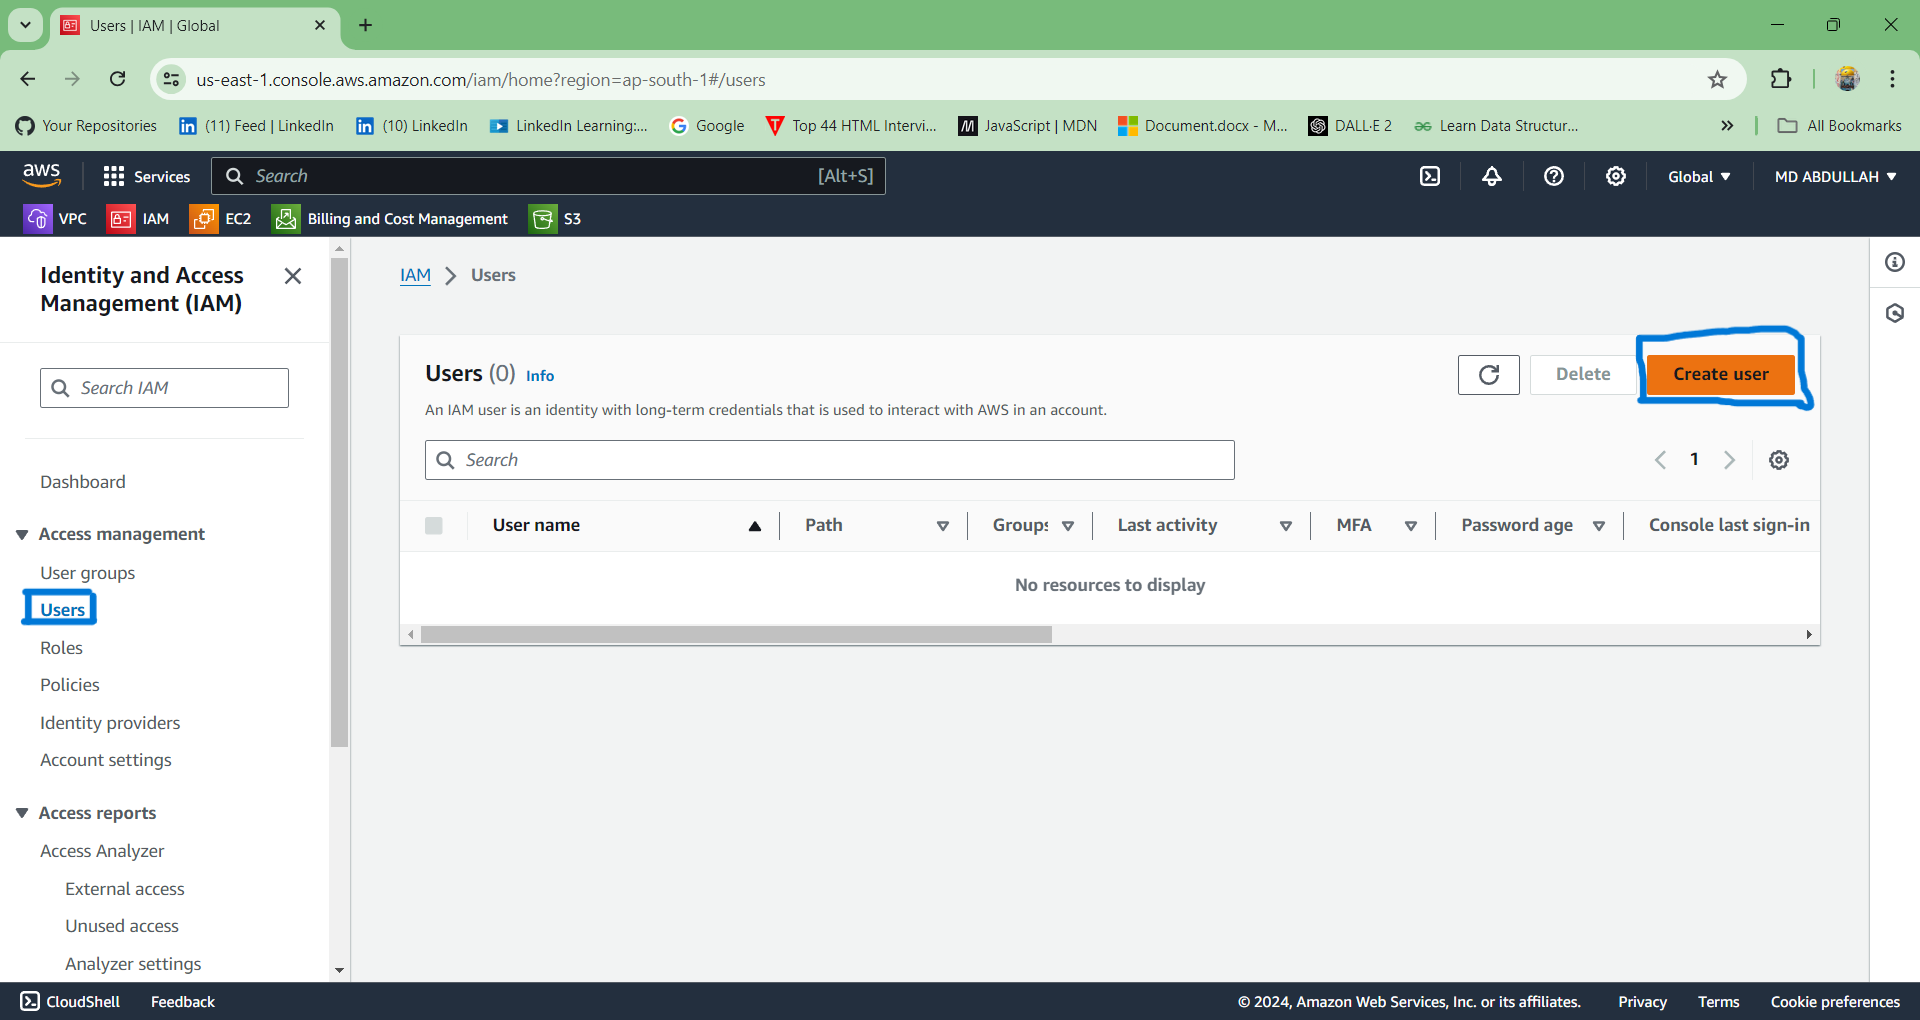 Users | IAM | Global
us-east-1.console.aws.amazon.com/iam/home?region=ap-south-1#/users
Your Repositories (11) Feed | LinkedIn (10) LinkedIn LinkedIn Learning:... Google Top 44 HTML Intervi... JavaScript | MDN Document.docx - M... DALL·E 2 Learn Data Structur... All Bookmarks
aws Services Search [Alt+S] Global MD ABDULLAH
VPC IAM EC2 Billing and Cost Management S3
Identity and Access
Management (IAM)
Search IAM
Dashboard
Access management
User groups
Users
Roles
Policies
Identity providers
Account settings
Access reports
Access Analyzer
External access
Unused access
Analyzer settings
IAM > Users
Users (0) Info
Delete Create user
An IAM user is an identity with long-term credentials that is used to interact with AWS in an account.
Search
1
User name Path Groups Last activity MFA Password age Console last sign-in
No resources to display
CloudShell Feedback © 2024, Amazon Web Services, Inc. or its affiliates. Privacy Terms Cookie preferences